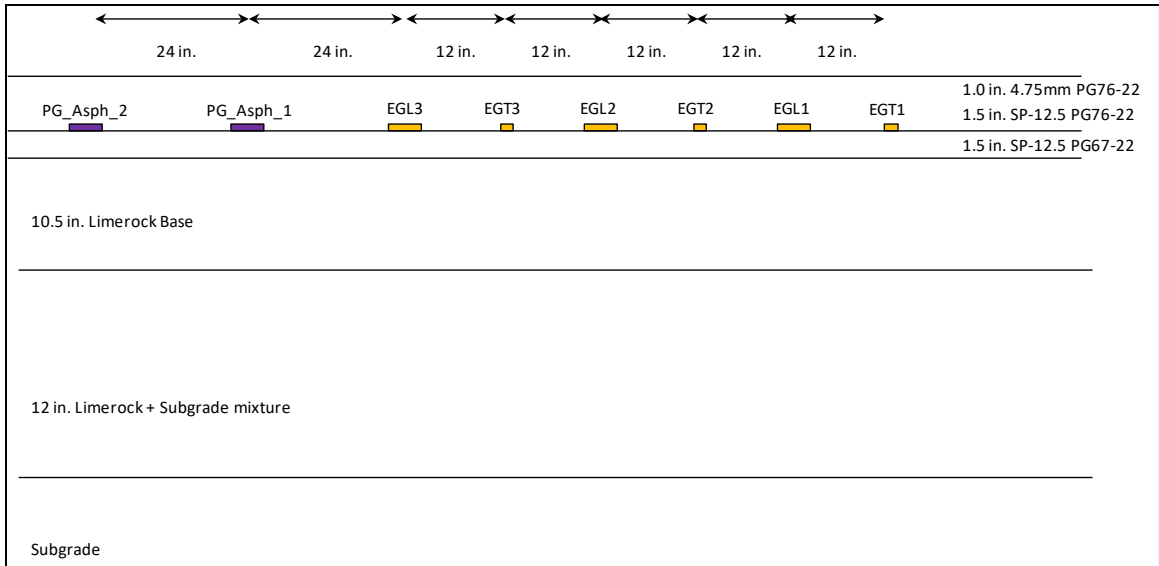 24 in. 24 in. 12 in. 12 in. 12 in. 12 in. 12 in.
1.0 in. 4.75mm PG76-22
PG_Asph_2 PG_Asph_1 EGL3 EGT3 EGL2 EGT2 EGL1 EGT1
1.5 in. SP-12.5 PG76-22
1.5 in. SP-12.5 PG67-22
10.5 in. Limerock Base
12 in. Limerock + Subgrade mixture
Subgrade